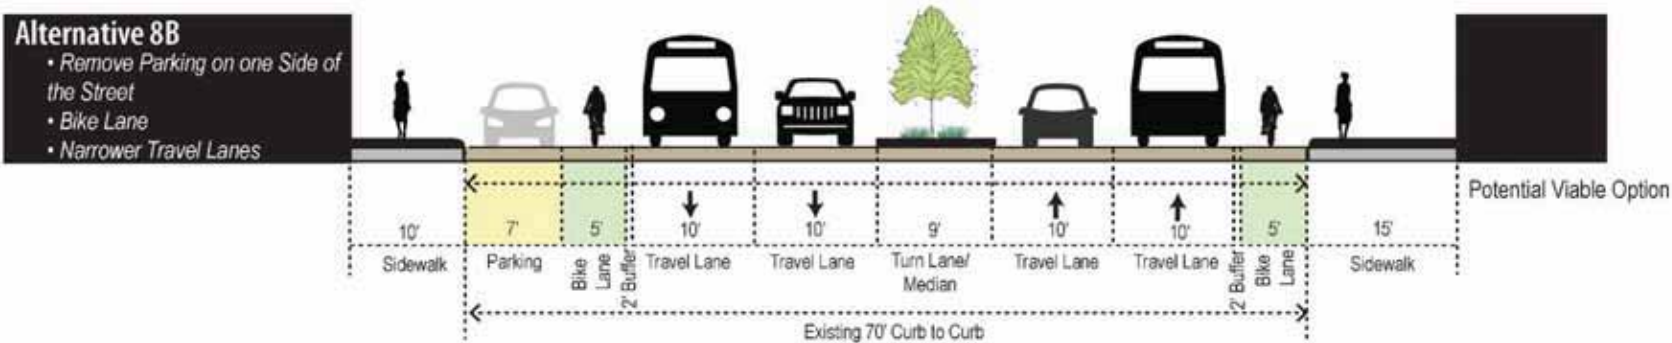 Alternative 8B
• Remove Parking on one Side of
the Street
• Bike Lane
• Narrower Travel Lanes
Potential Viable Option
10' 7' 5' 10' 10' 9' 10' 10' 5' 15'
Sidewalk Parking Bike Lane 2' Buffer Travel Lane Travel Lane Turn Lane/ Median Travel Lane Travel Lane 2' Buffer Bike Lane Sidewalk
Existing 70' Curb to Curb